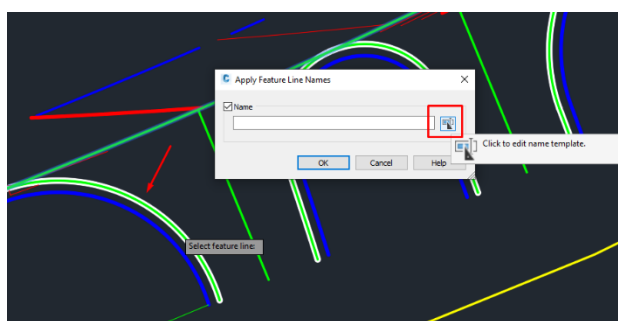 Apply Feature Line Names
Name
Click to edit name template.
OK
Cancel
Help
Select feature line: